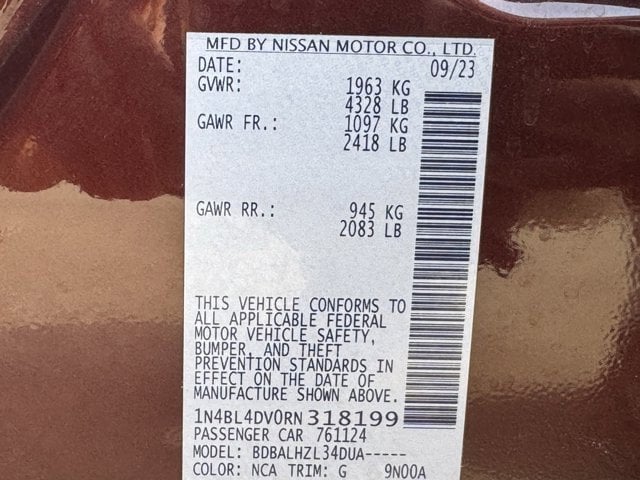 MFD BY NISSAN MOTOR CO., LTD.
DATE: 09/23
GVWR: 1963 KG
4328 LB
GAWR FR.: 1097 KG
2418 LB
GAWR RR.: 945 KG
2083 LB
THIS VEHICLE CONFORMS TO
ALL APPLICABLE FEDERAL
MOTOR VEHICLE SAFETY,
BUMPER, AND THEFT
PREVENTION STANDARDS IN
EFFECT ON THE DATE OF
MANUFACTURE SHOWN ABOVE.
1N4BL4DV0RN318199
PASSENGER CAR 761124
MODEL: BDBALHZL34DUA-----
COLOR: NCA TRIM: G 9N00A